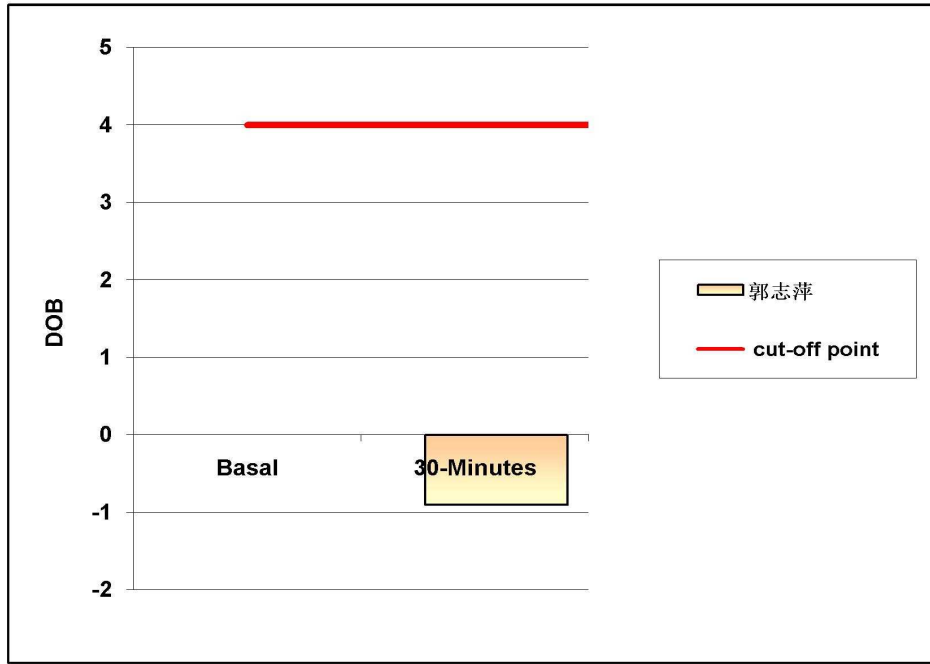 5
4
3
2
1
0
-1
-2
DOB
Basal
30-Minutes
郭志萍
cut-off point